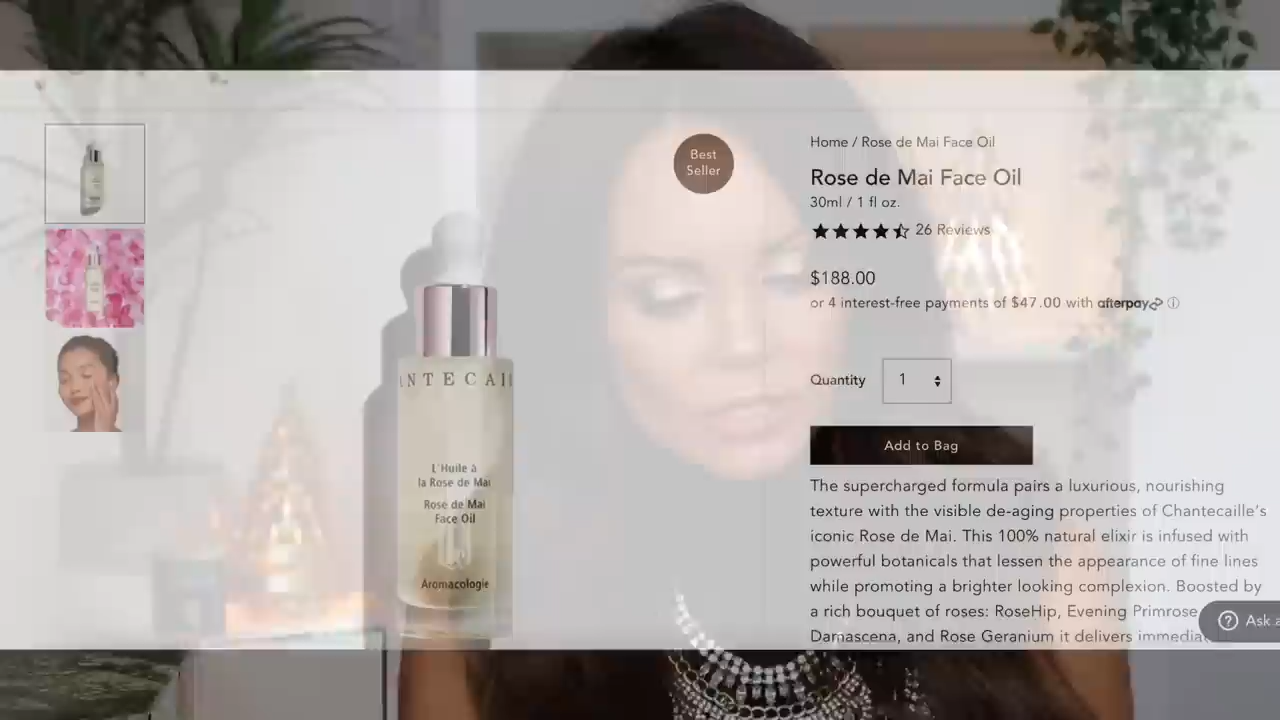 Best
Seller
Home / Rose de Mai Face Oil
Rose de Mai Face Oil
30ml / 1 fl oz.
26 Reviews
$188.00
or 4 interest-free payments of $47.00 with afterpay
Quantity
1
Add to Bag
The supercharged formula pairs a luxurious, nourishing
texture with the visible de-aging properties of Chantecaille's
iconic Rose de Mai. This 100% natural elixir is infused with
powerful botanicals that lessen the appearance of fine lines
while promoting a brighter looking complexion. Boosted by
a rich bouquet of roses: RoseHip, Evening Primrose
Damascena, and Rose Geranium it delivers
Ask a
NTECAI
L'Huile à
la Rose de Mai
Rose de Mai
Face Oil
Aromacologie